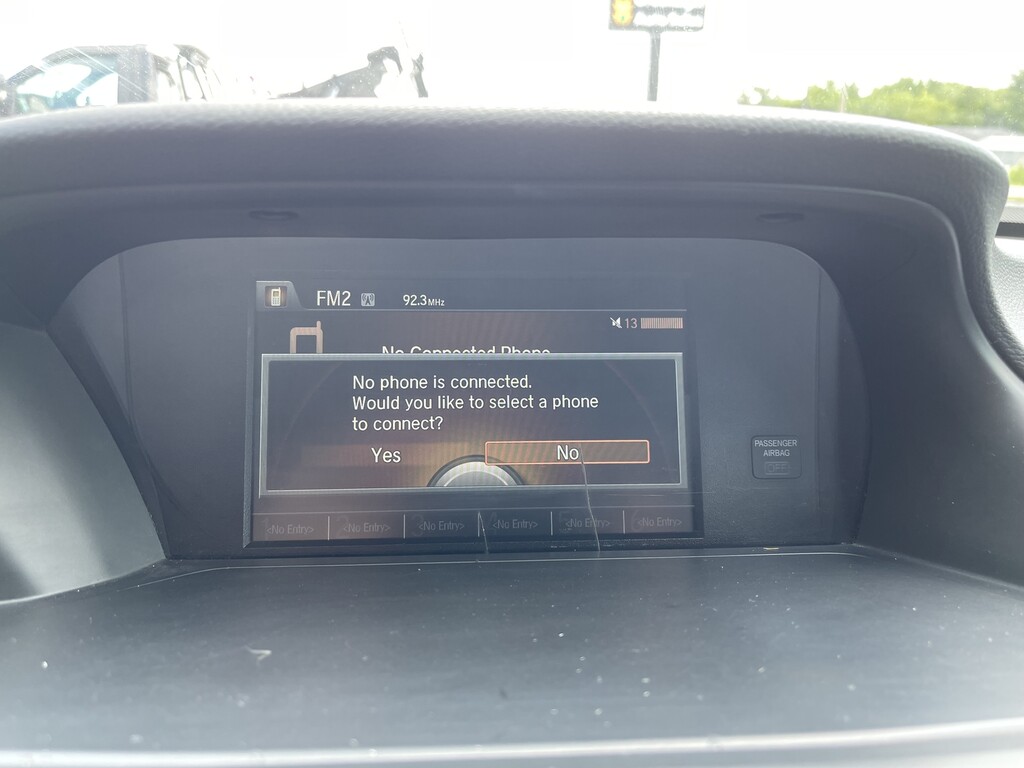 FM2 92.3MHz
13
No Connected Phone
No phone is connected.
Would you like to select a phone
to connect?
Yes No
<No Entry> <No Entry> <No Entry> <No Entry> <No Entry> <No Entry>
PASSENGER
AIRBAG
OFF